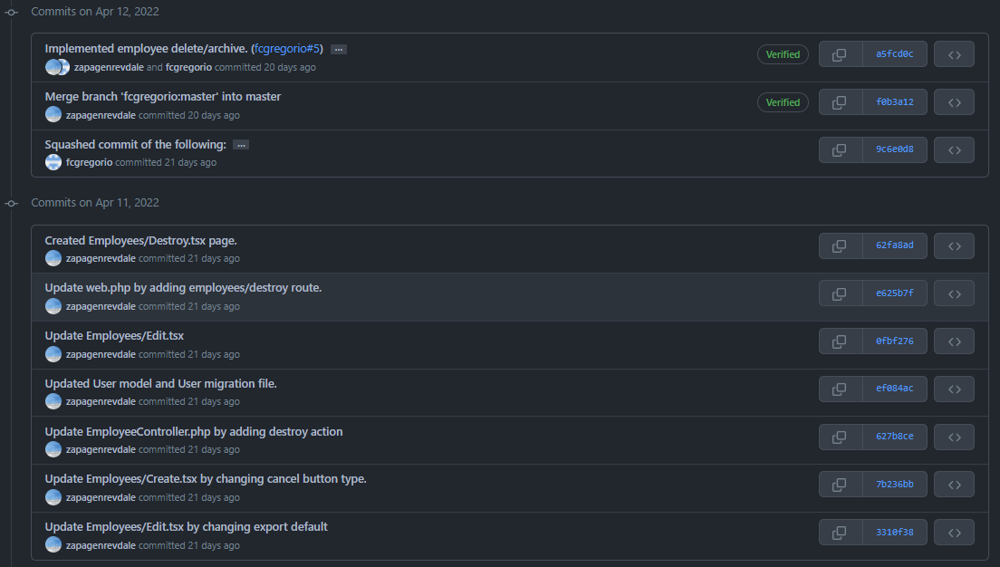 Commits on Apr 12, 2022
Implemented employee delete/archive. (fcgregorio#5) ...
zapagenrevdale and fcgregorio committed 20 days ago
Verified
a5fcd0c
Merge branch 'fcgregorio:master' into master
zapagenrevdale committed 20 days ago
Verified
f0b3a12
Squashed commit of the following: ...
fcgregorio committed 21 days ago
9c6e0d8
Commits on Apr 11, 2022
Created Employees/Destroy.tsx page.
zapagenrevdale committed 21 days ago
62fa8ad
Update web.php by adding employees/destroy route.
zapagenrevdale committed 21 days ago
e625b7f
Update Employees/Edit.tsx
zapagenrevdale committed 21 days ago
0fbf276
Updated User model and User migration file.
zapagenrevdale committed 21 days ago
ef084ac
Update EmployeeController.php by adding destroy action
zapagenrevdale committed 21 days ago
627b8ce
Update Employees/Create.tsx by changing cancel button type.
zapagenrevdale committed 21 days ago
7b236bb
Update Employees/Edit.tsx by changing export default
zapagenrevdale committed 21 days ago
3310f38